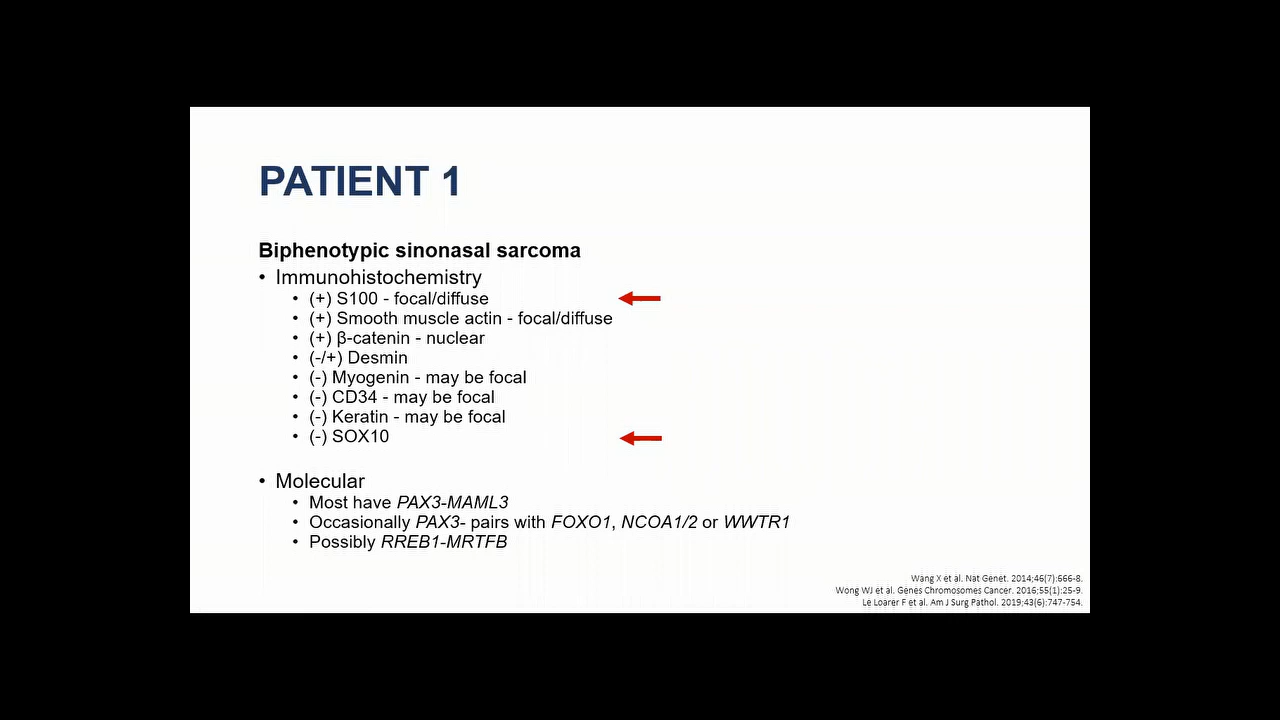 PATIENT 1
Biphenotypic sinonasal sarcoma
• Immunohistochemistry
• (+) S100 - focal/diffuse
• (+) Smooth muscle actin - focal/diffuse
• (+) β-catenin - nuclear
• (-/+) Desmin
• (-) Myogenin - may be focal
• (-) CD34 - may be focal
• (-) Keratin - may be focal
• (-) SOX10
• Molecular
• Most have PAX3-MAML3
• Occasionally PAX3- pairs with FOXO1, NCOA1/2 or WWTR1
• Possibly RREB1-MRTFB
Wang X et al. Nat Genet. 2014;46(7):666-8.
Wong WJ et al. Genes Chromosomes Cancer. 2016;55(1):25-9.
Le Loarer F et al. Am J Surg Pathol. 2019;43(6):747-754.